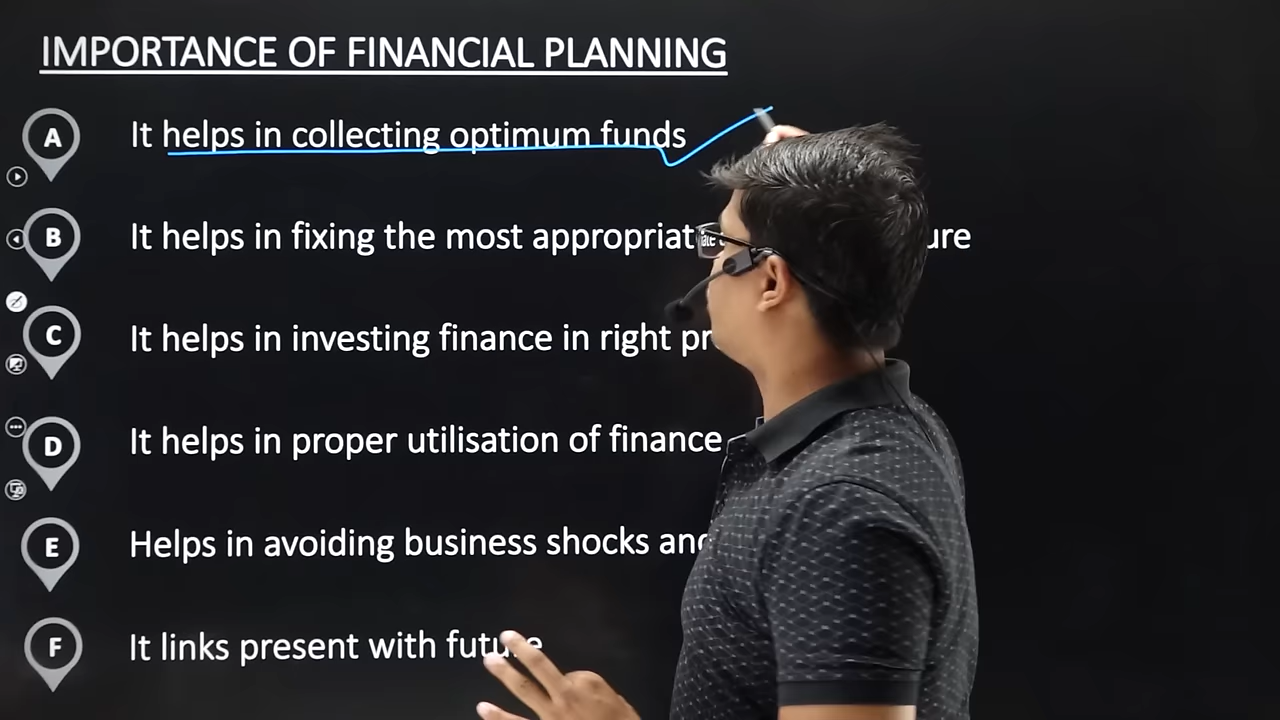 IMPORTANCE OF FINANCIAL PLANNING
A It helps in collecting optimum funds
B It helps in fixing the most appropriat ure
C It helps in investing finance in right pr
D It helps in proper utilisation of finance
E Helps in avoiding business shocks and
F It links present with future